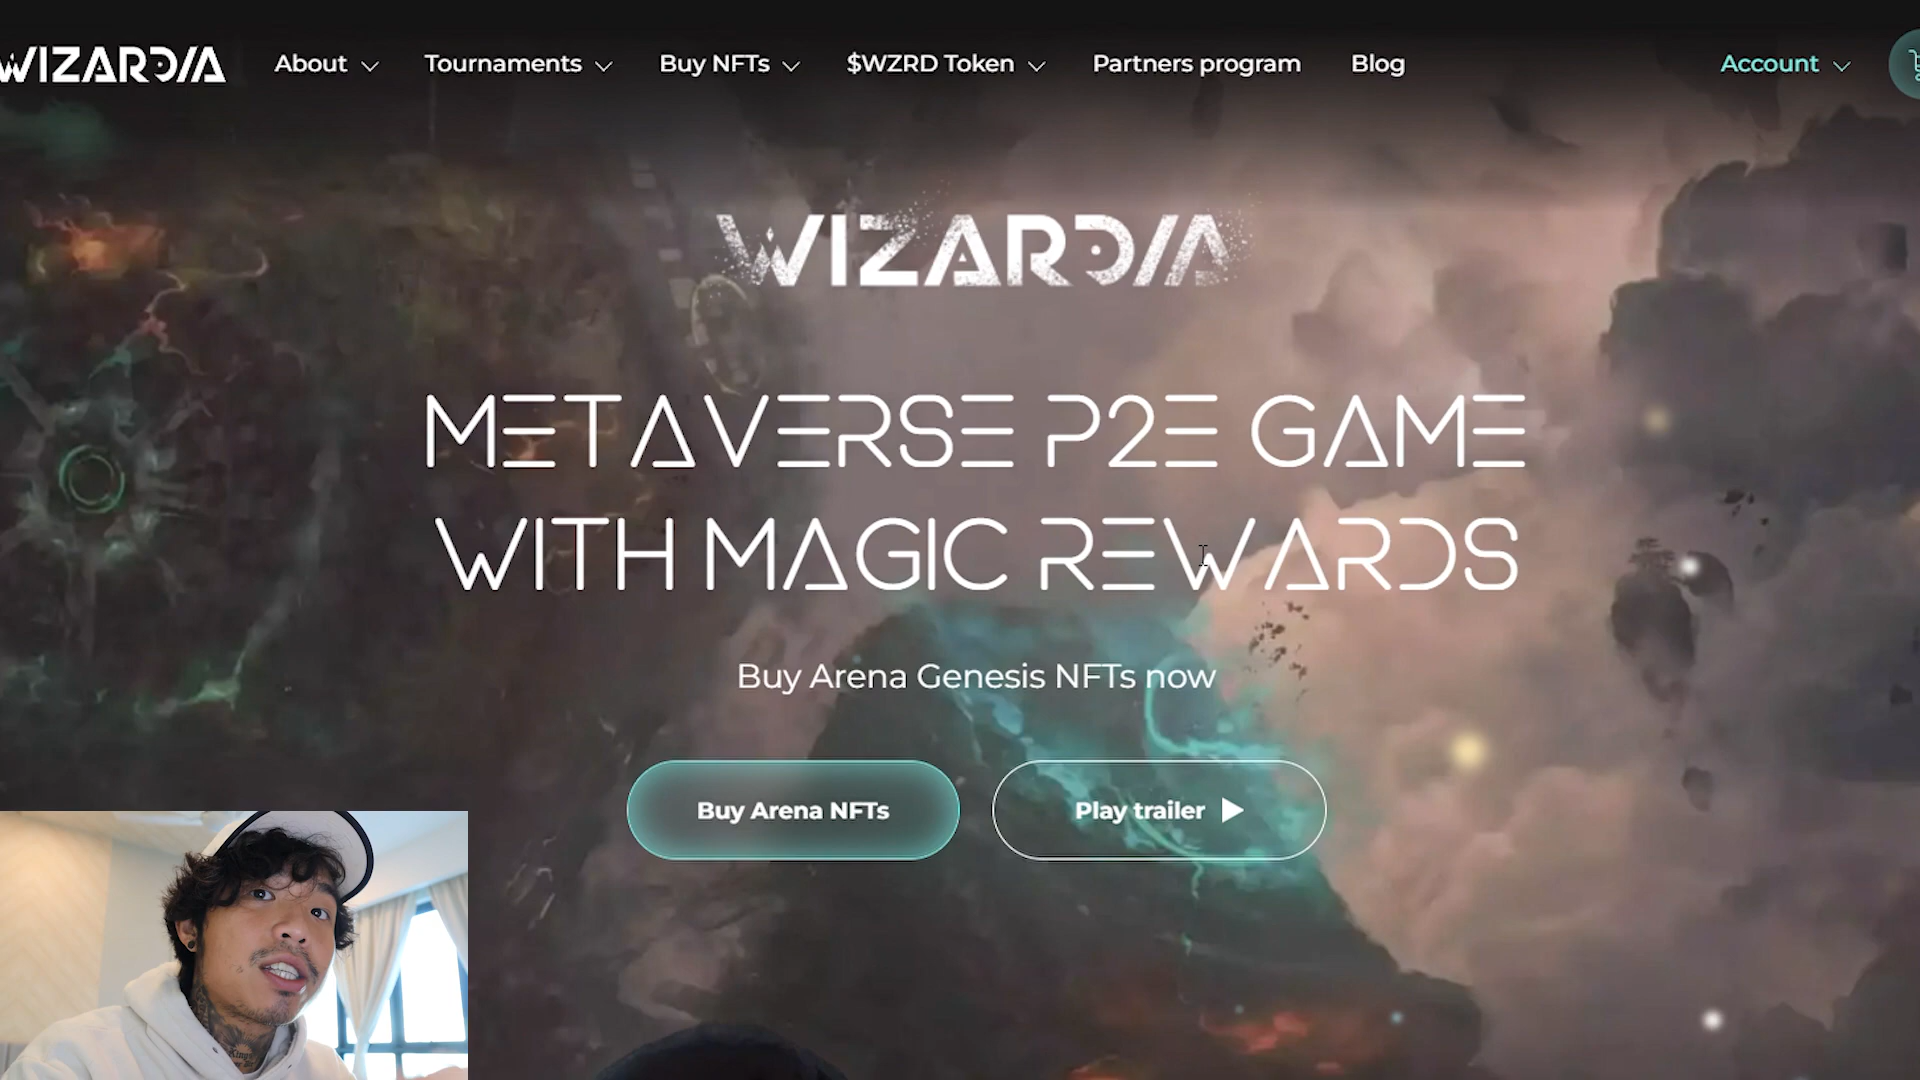 WIZARDIA
About
Tournaments
Buy NFTs
$WZRD Token
Partners program
Blog
Account
WIZARDIA
METAVERSE P2E GAME
WITH MAGIC REWARDS
Buy Arena Genesis NFTs now
Buy Arena NFTs
Play trailer